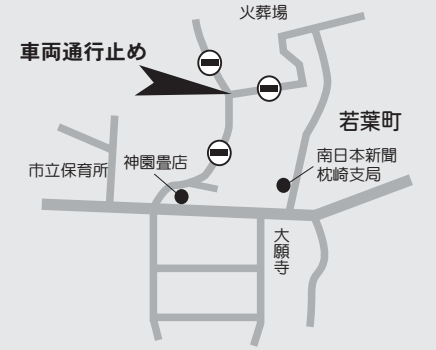 火葬場
車両通行止め
若葉町
南日本新聞
枕崎支局
市立保育所
神園畳店
大願寺